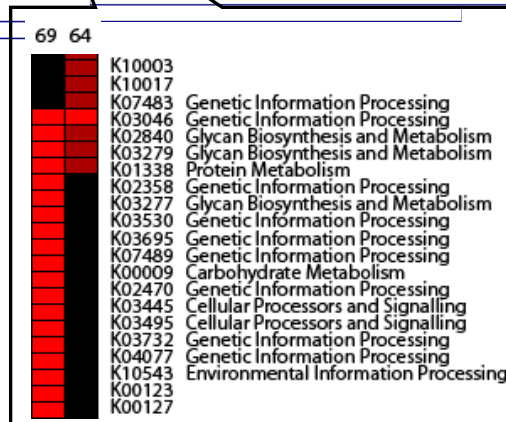 69 64
K10003
K10017
K07483 Genetic Information Processing
K03046 Genetic Information Processing
K02840 Glycan Biosynthesis and Metabolism
K03279 Glycan Biosynthesis and Metabolism
K01338 Protein Metabolism
K02358 Genetic Information Processing
K03277 Glycan Biosynthesis and Metabolism
K03530 Genetic Information Processing
K03695 Genetic Information Processing
K07489 Genetic Information Processing
K00009 Carbohydrate Metabolism
K02470 Genetic Information Processing
K03445 Cellular Processors and Signalling
K03495 Cellular Processors and Signalling
K03732 Genetic Information Processing
K04077 Genetic Information Processing
K10543 Environmental Information Processing
K00123
K00127